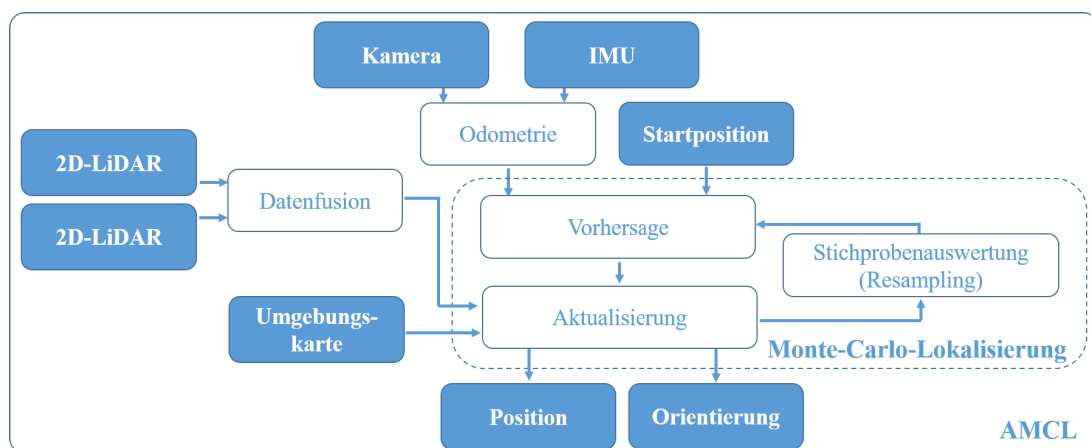 Kamera
IMU
Odometrie
Startposition
2D-LiDAR
2D-LiDAR
Datenfusion
Vorhersage
Stichprobenauswertung
(Resampling)
Aktualisierung
Umgebungs-
karte
Monte-Carlo-Lokalisierung
Position
Orientierung
AMCL